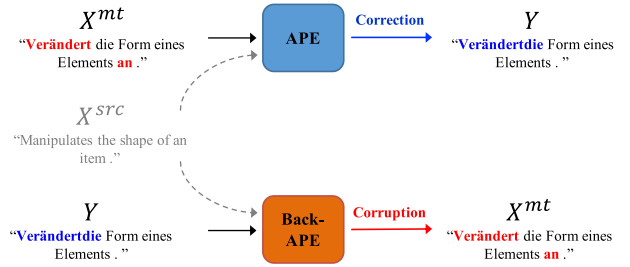 X^mt
"Verändert die Form eines
Elements an ."
APE
Correction
Y
"Verändertdie Form eines
Elements . "
X^src
"Manipulates the shape of an
item ."
Y
"Verändertdie Form eines
Elements . "
Back-
APE
Corruption
X^mt
"Verändert die Form eines
Elements an ."